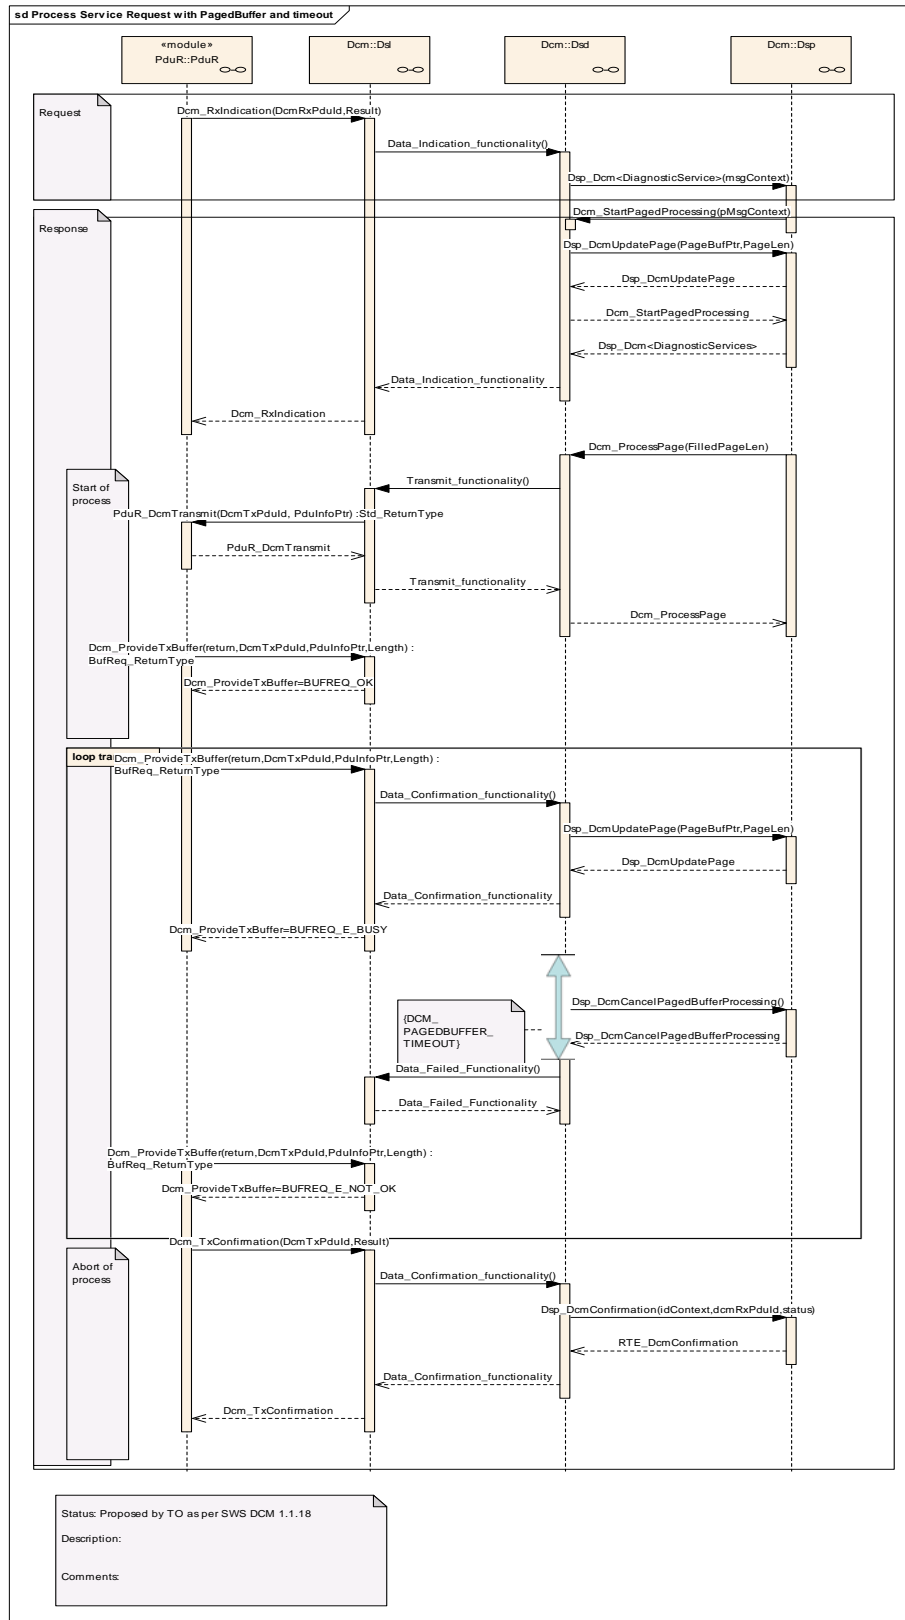 sd Process Service Request with PagedBuffer and timeout
«module»
PduR::PduR
Dcm::Dsl
Dcm::Dsd
Dcm::Dsp
Request
Dcm_RxIndication(DcmRxPduId,Result)
Data_Indication_functionality()
Dsp_Dcm<DiagnosticService>(msgContext)
Response
Dcm_StartPagedProcessing(pMsgContext)
Dsp_DcmUpdatePage(PageBufPtr,PageLen)
Dsp_DcmUpdatePage
Dcm_StartPagedProcessing
Dsp_Dcm<DiagnosticServices>
Data_Indication_functionality
Dcm_RxIndication
Dcm_ProcessPage(FilledPageLen)
Start of
process
Transmit_functionality()
PduR_DcmTransmit(DcmTxPduId, PduInfoPtr) :Std_ReturnType
PduR_DcmTransmit
Transmit_functionality
Dcm_ProcessPage
Dcm_ProvideTxBuffer(return,DcmTxPduId,PduInfoPtr,Length) :
BufReq_ReturnType
Dcm_ProvideTxBuffer=BUFREQ_OK
loop tra
Dcm_ProvideTxBuffer(return,DcmTxPduId,PduInfoPtr,Length) :
BufReq_ReturnType
Data_Confirmation_functionality()
Dsp_DcmUpdatePage(PageBufPtr,PageLen)
Dsp_DcmUpdatePage
Data_Confirmation_functionality
Dcm_ProvideTxBuffer=BUFREQ_E_BUSY
Dsp_DcmCancelPagedBufferProcessing()
{DCM_
PAGEDBUFFER_
TIMEOUT}
Dsp_DcmCancelPagedBufferProcessing
Data_Failed_Functionality()
Data_Failed_Functionality
Dcm_ProvideTxBuffer(return,DcmTxPduId,PduInfoPtr,Length) :
BufReq_ReturnType
Dcm_ProvideTxBuffer=BUFREQ_E_NOT_OK
Dcm_TxConfirmation(DcmTxPduId,Result)
Abort of
process
Data_Confirmation_functionality()
Dsp_DcmConfirmation(idContext,dcmRxPduId,status)
RTE_DcmConfirmation
Data_Confirmation_functionality
Dcm_TxConfirmation
Status: Proposed by TO as per SWS DCM 1.1.18
Description:
Comments: